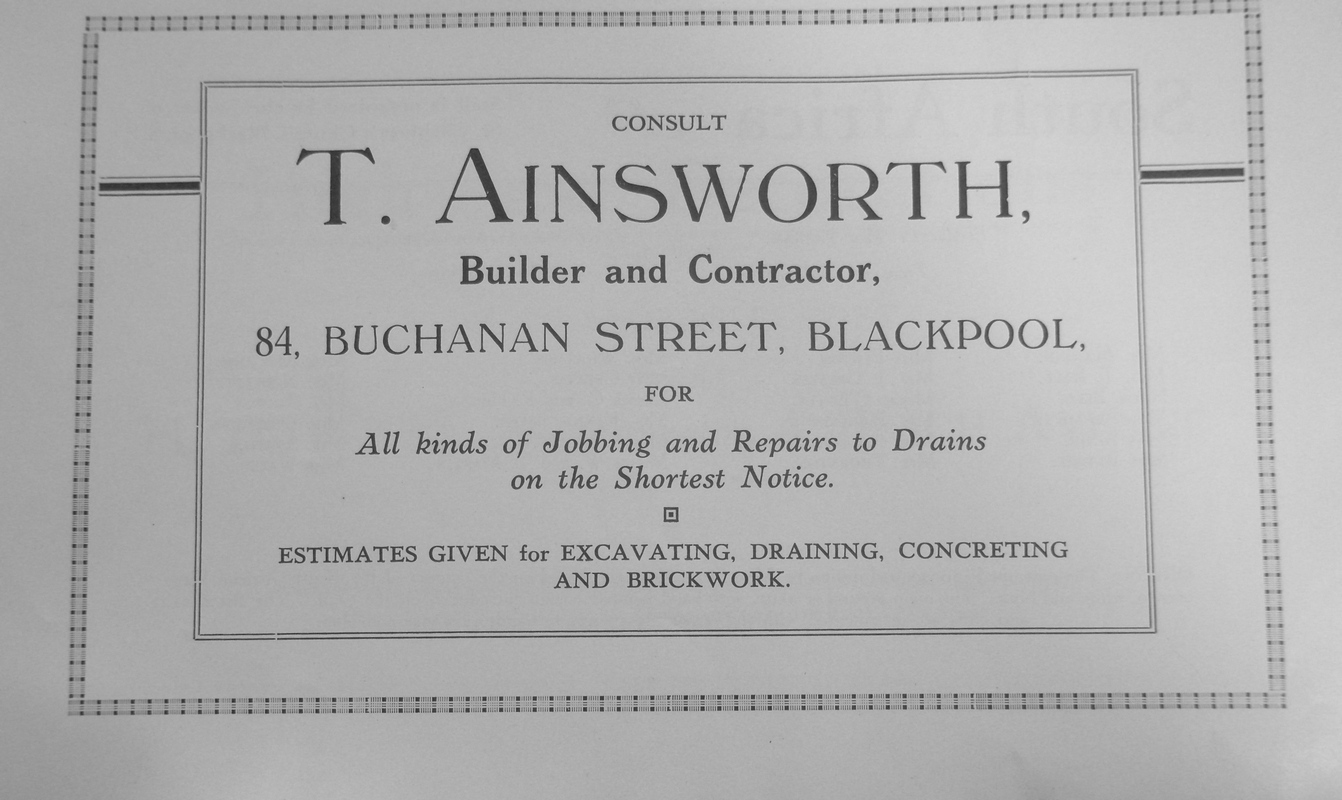 CONSULT
T. AINSWORTH,
Builder and Contractor,
84, BUCHANAN STREET, BLACKPOOL,
FOR
All kinds of Jobbing and Repairs to Drains
on the Shortest Notice.
ESTIMATES GIVEN for EXCAVATING, DRAINING, CONCRETING
AND BRICKWORK.